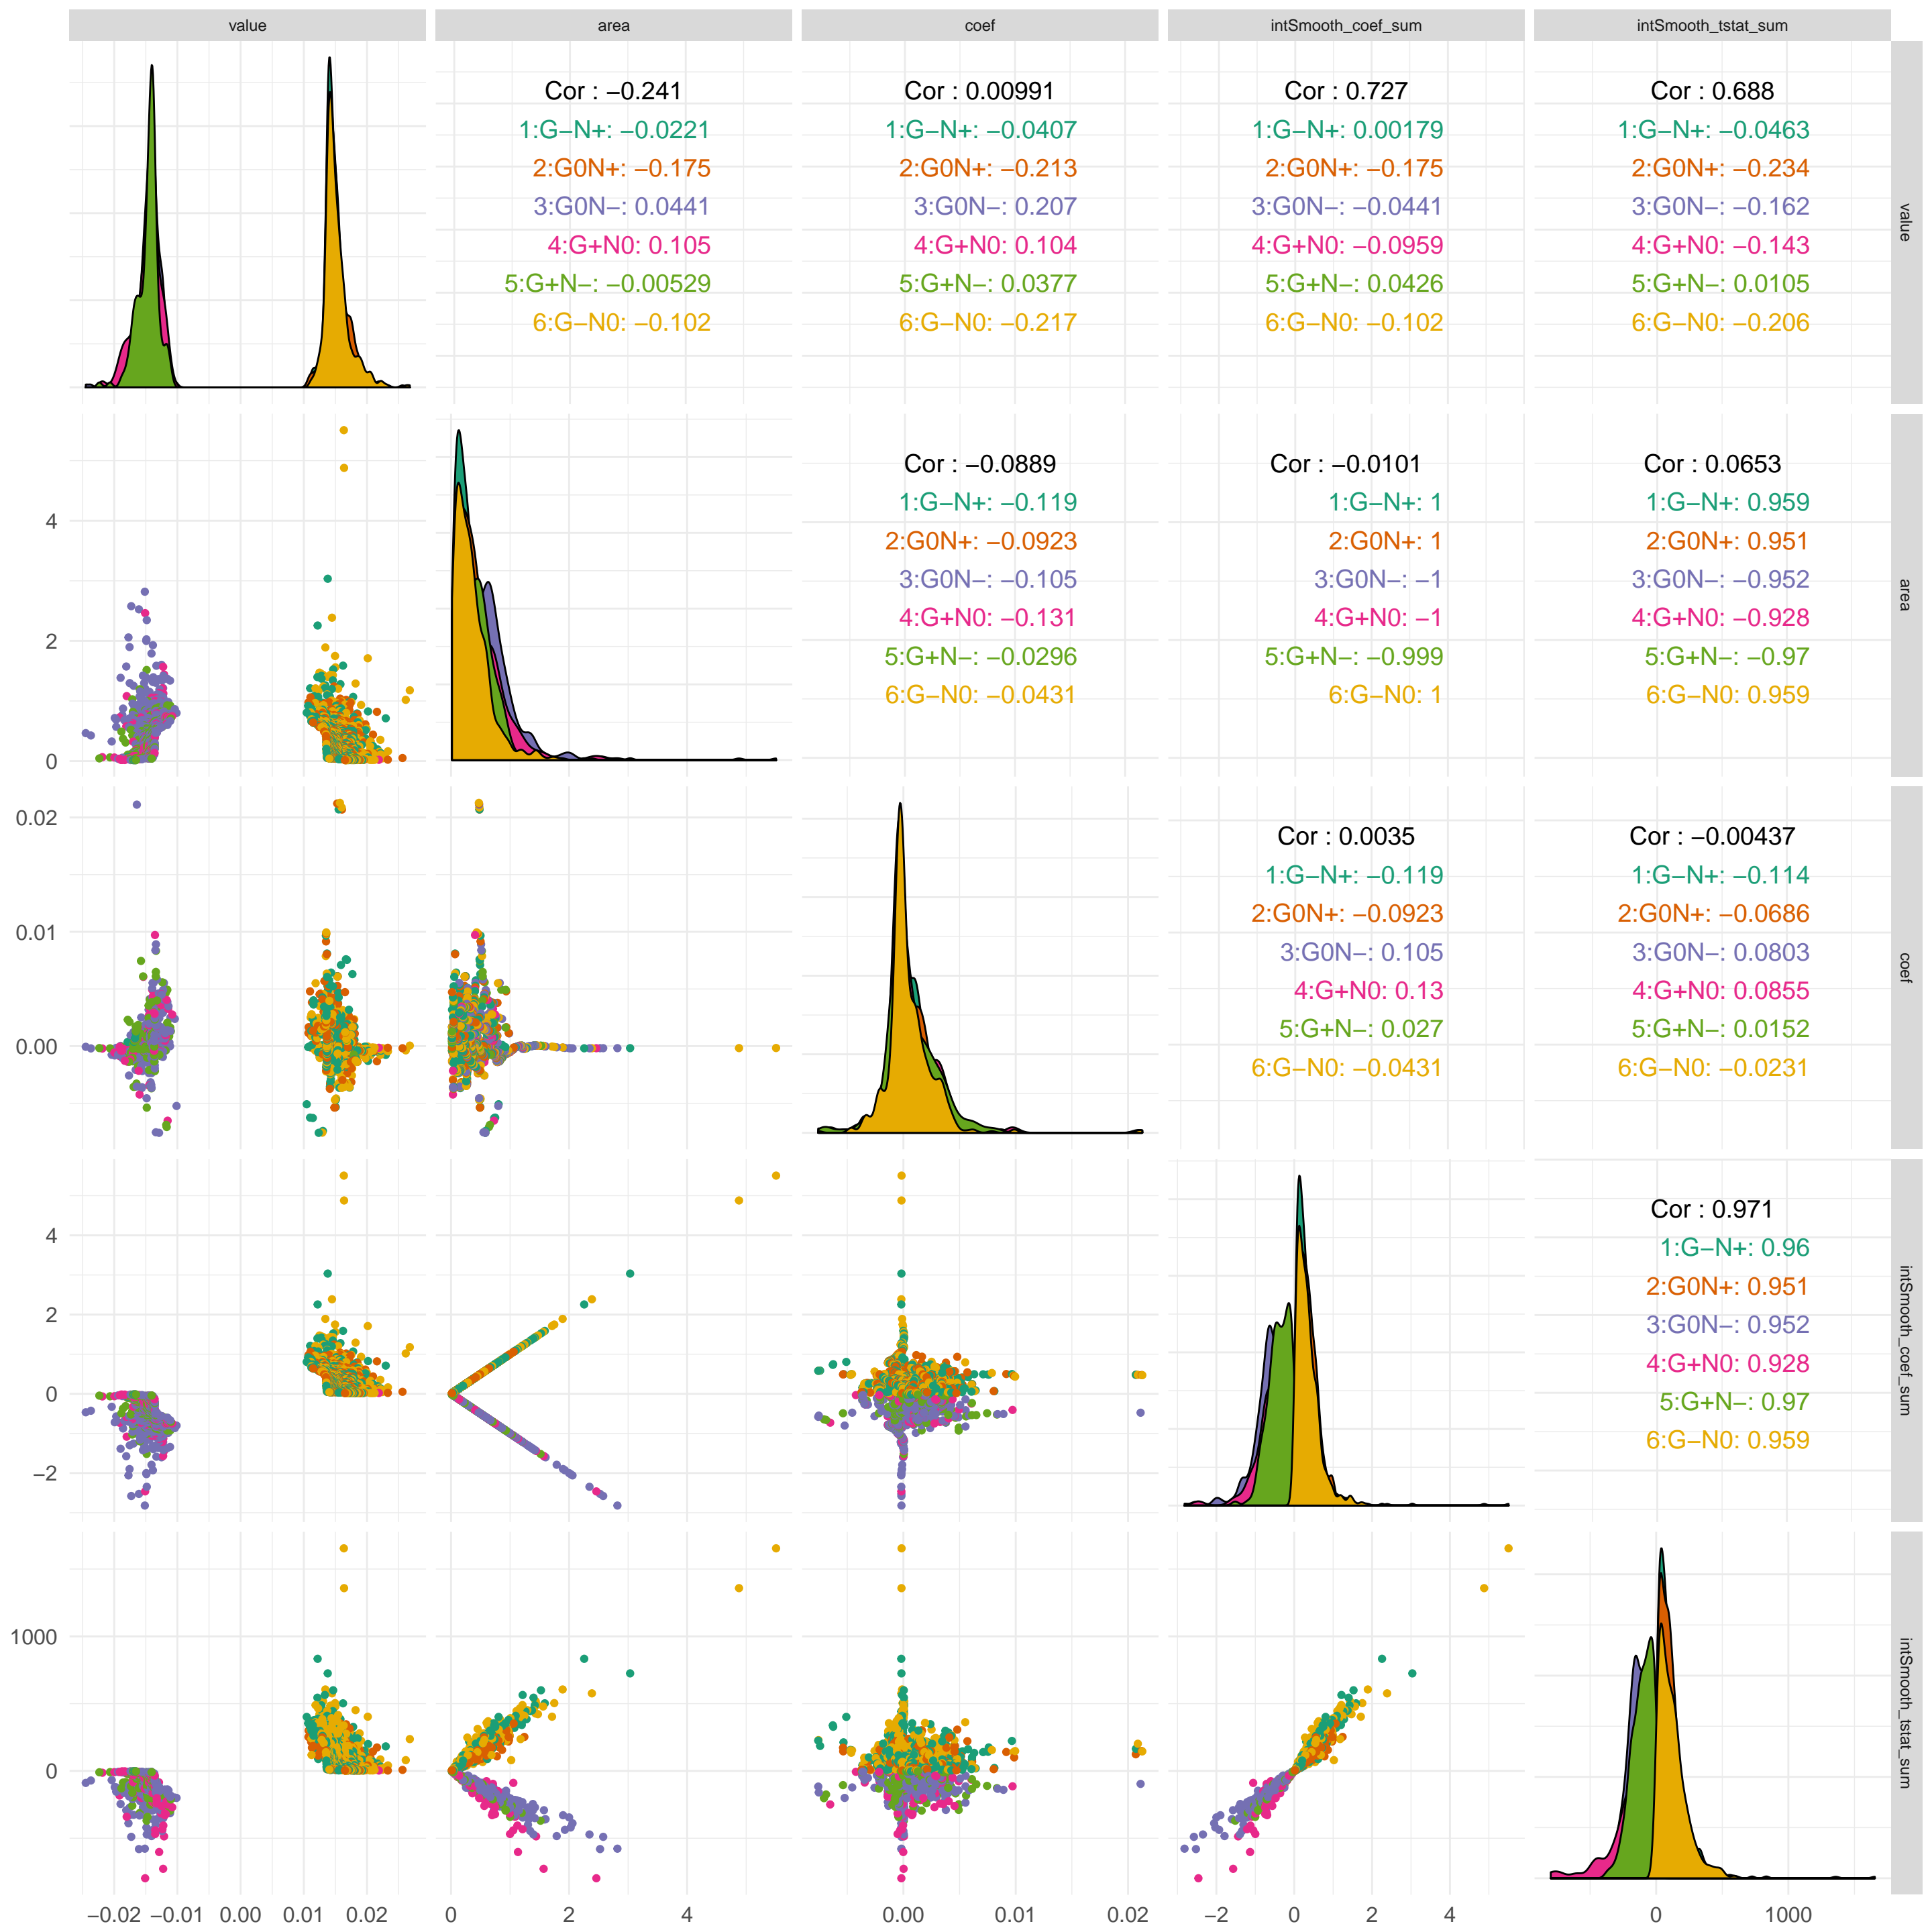 value
area
coef
intSmooth_coef_sum
intSmooth_tstat_sum
Cor : −0.241
1:G−N+: −0.0221
2:G0N+: −0.175
3:G0N−: 0.0441
4:G+N0: 0.105
5:G+N−: −0.00529
6:G−N0: −0.102
Cor : 0.00991
1:G−N+: −0.0407
2:G0N+: −0.213
3:G0N−: 0.207
4:G+N0: 0.104
5:G+N−: 0.0377
6:G−N0: −0.217
Cor : 0.727
1:G−N+: 0.00179
2:G0N+: −0.175
3:G0N−: −0.0441
4:G+N0: −0.0959
5:G+N−: 0.0426
6:G−N0: −0.102
Cor : 0.688
1:G−N+: −0.0463
2:G0N+: −0.234
3:G0N−: −0.162
4:G+N0: −0.143
5:G+N−: 0.0105
6:G−N0: −0.206
value
4
2
0
Cor : −0.0889
1:G−N+: −0.119
2:G0N+: −0.0923
3:G0N−: −0.105
4:G+N0: −0.131
5:G+N−: −0.0296
6:G−N0: −0.0431
Cor : −0.0101
1:G−N+: 1
2:G0N+: 1
3:G0N−: −1
4:G+N0: −1
5:G+N−: −0.999
6:G−N0: 1
Cor : 0.0653
1:G−N+: 0.959
2:G0N+: 0.951
3:G0N−: −0.952
4:G+N0: −0.928
5:G+N−: −0.97
6:G−N0: 0.959
area
0.02
0.01
0.00
Cor : 0.0035
1:G−N+: −0.119
2:G0N+: −0.0923
3:G0N−: 0.105
4:G+N0: 0.13
5:G+N−: 0.027
6:G−N0: −0.0431
Cor : −0.00437
1:G−N+: −0.114
2:G0N+: −0.0686
3:G0N−: 0.0803
4:G+N0: 0.0855
5:G+N−: 0.0152
6:G−N0: −0.0231
coef
4
2
0
−2
Cor : 0.971
1:G−N+: 0.96
2:G0N+: 0.951
3:G0N−: 0.952
4:G+N0: 0.928
5:G+N−: 0.97
6:G−N0: 0.959
intSmooth_coef_sum
1000
0
intSmooth_tstat_sum
−0.02 −0.01 0.00 0.01 0.02
0 2 4
0.00 0.01 0.02
−2 0 2 4
0 1000